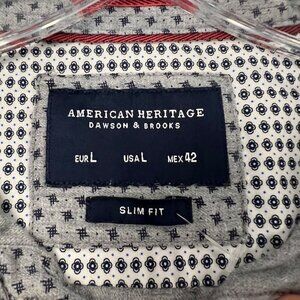 AMERICAN HERITAGE
DAWSON & BROOKS
EUR L USA L MEX 42
SLIM FIT